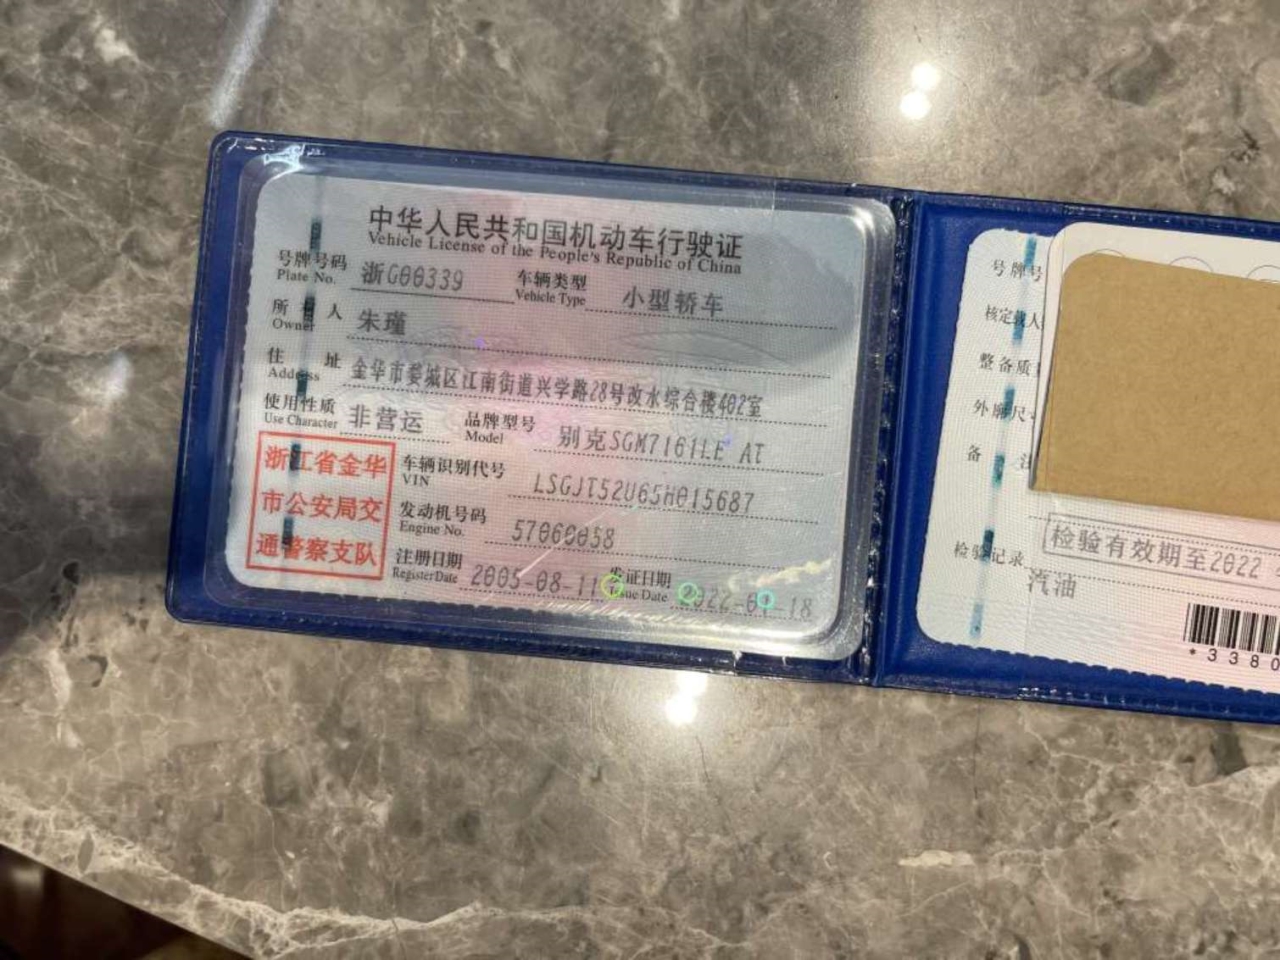 中华人民共和国机动车行驶证
Vehicle License of the People's Republic of China
号牌号码 浙G00339 车辆类型 小型轿车
Plate No. Vehicle Type
所有人 朱瑾
Owner
住址 金华市婺城区江南街道兴学路28号改水综合楼402室
Address
使用性质 非营运 品牌型号 别克SGM7161LE AT
Use Character Model
浙江省金华
市公安局交
通警察支队
车辆识别代号 LSGJT52U65H015687
VIN
发动机号码 57060058
Engine No.
注册日期 2005-08-11 发证日期 2022-
Register Date Issue Date
号牌号
核定载人
整备质
外廓尺
备注
检验有效期至2022
检验记录
汽油
*3380